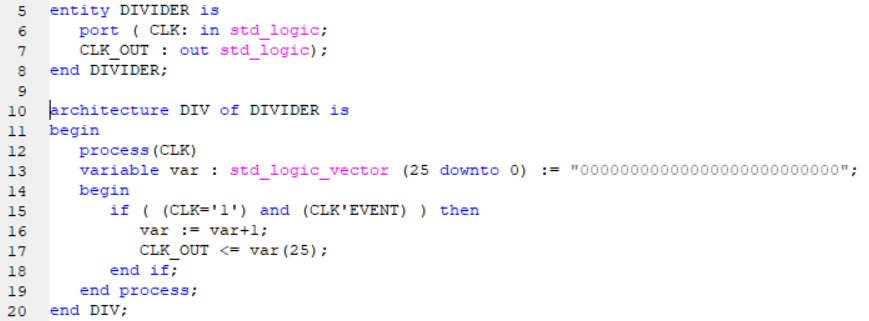 5 entity DIVIDER is
6 port ( CLK: in std_logic;
7 CLK_OUT : out std_logic);
8 end DIVIDER;
9
10 architecture DIV of DIVIDER is
11 begin
12 process(CLK)
13 variable var : std_logic_vector (25 downto 0) := "00000000000000000000000000";
14 begin
15 if ( (CLK='1') and (CLK'EVENT) ) then
16 var := var+1;
17 CLK_OUT <= var(25);
18 end if;
19 end process;
20 end DIV;